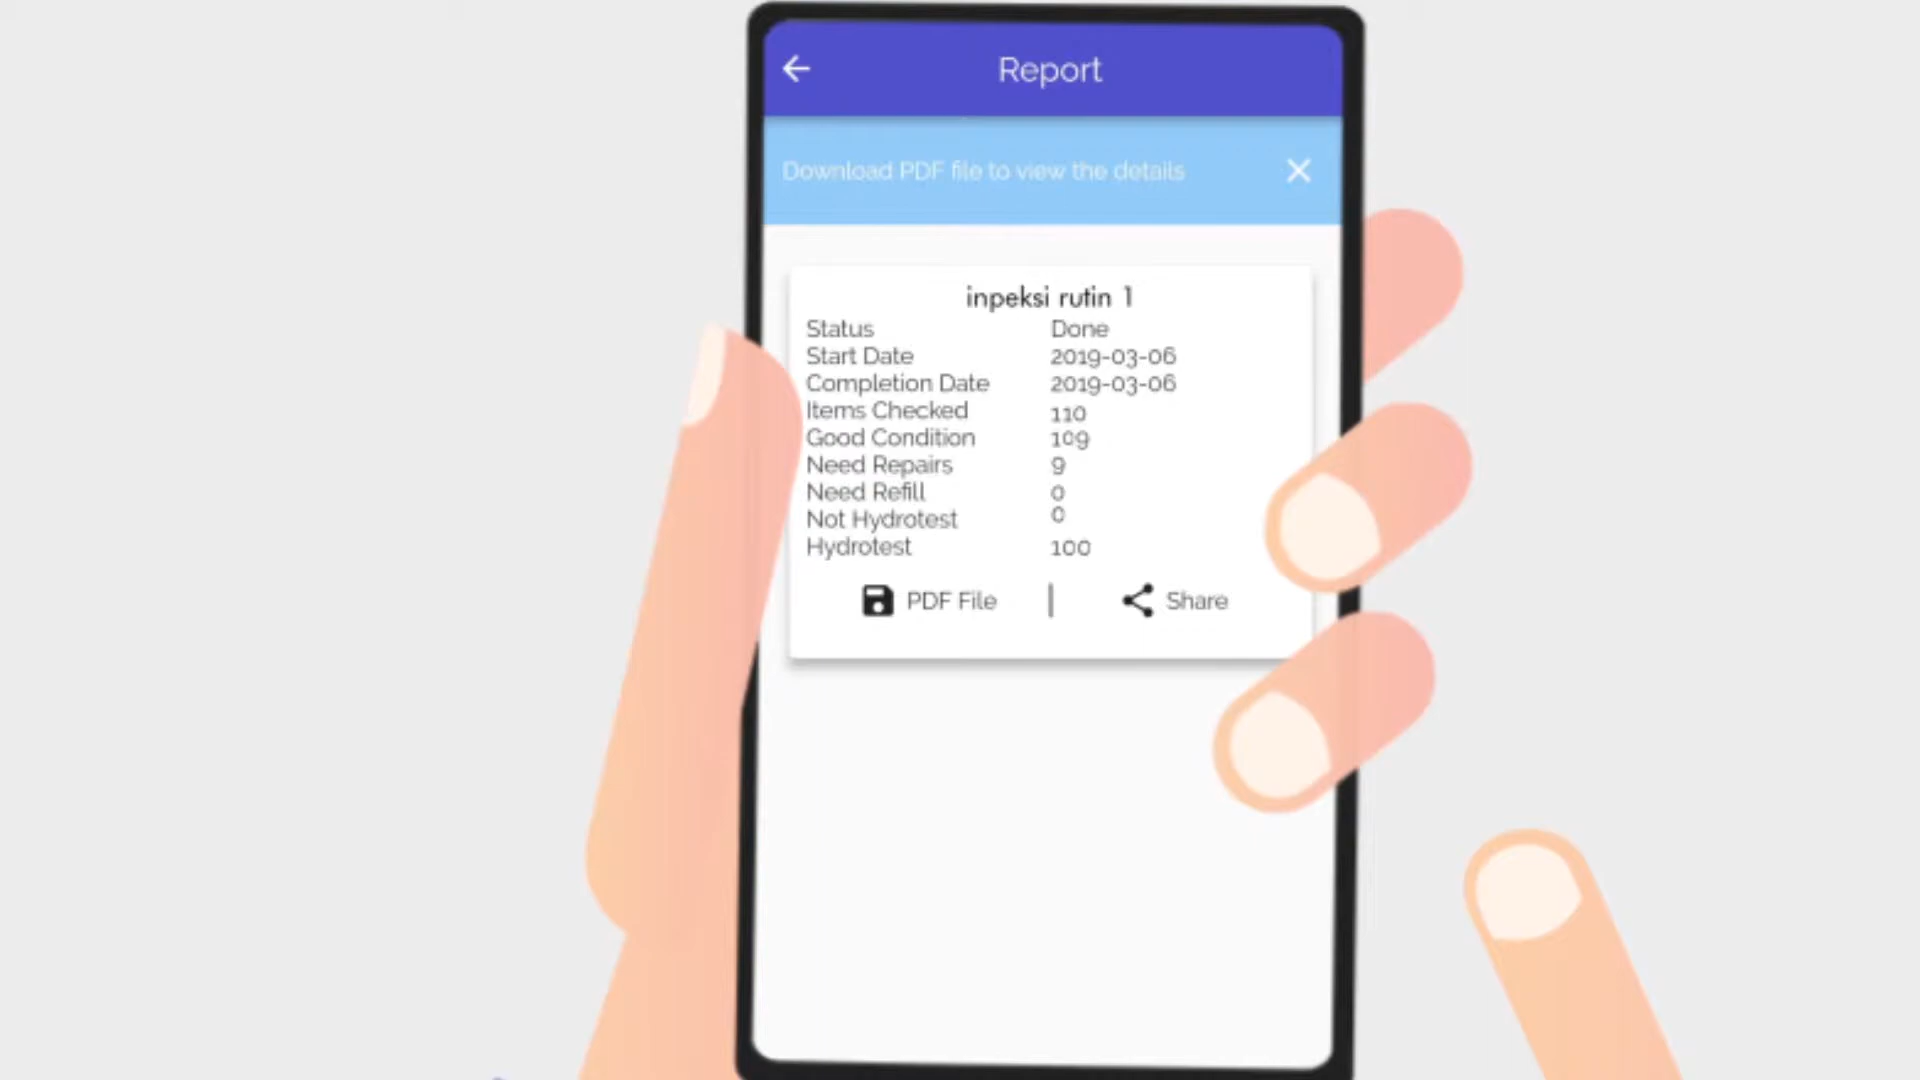 Report
Download PDF file to view the details
inpeksi rutin 1
Status Done
Start Date 2019-03-06
Completion Date 2019-03-06
Items Checked 110
Good Condition 109
Need Repairs 9
Need Refill 0
Not Hydrotest 0
Hydrotest 100
PDF File | Share